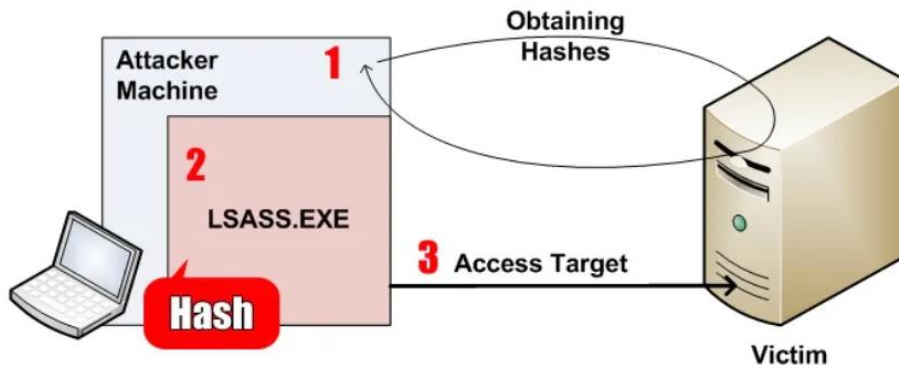 Attacker
Machine
1
Obtaining
Hashes
2
LSASS.EXE
Hash
3 Access Target
Victim